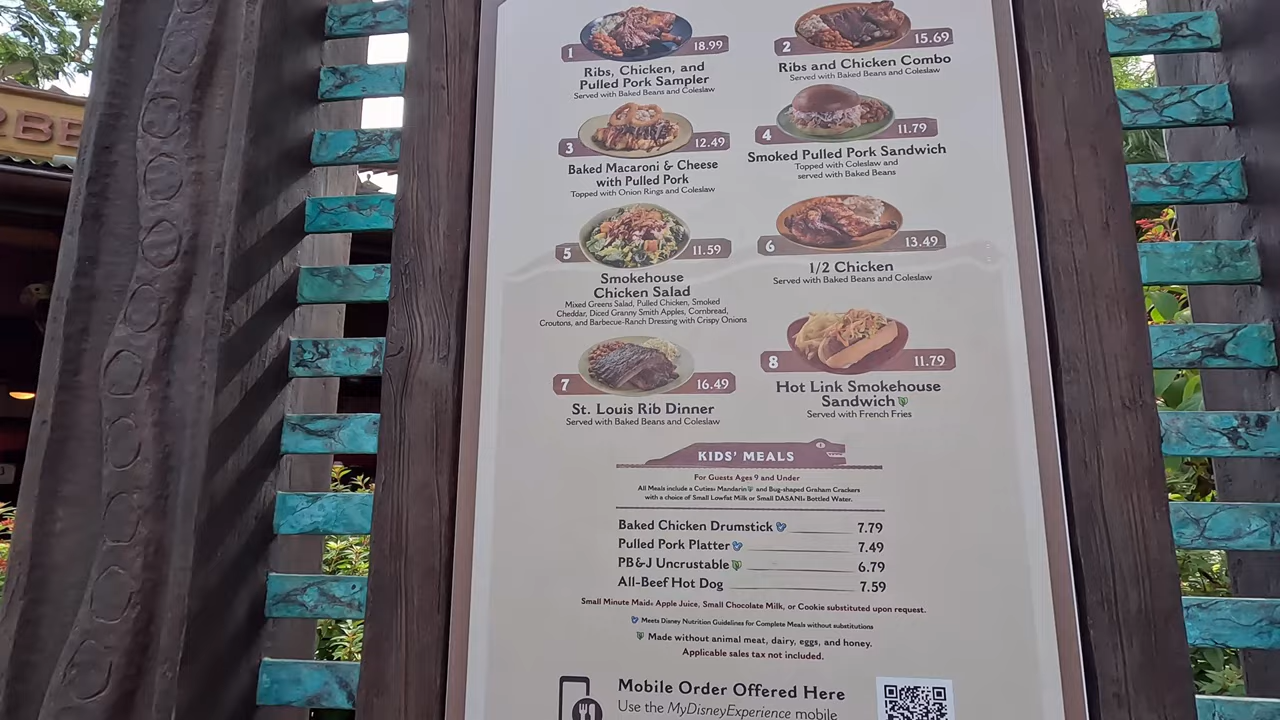 RBE
1 18.99
Ribs, Chicken, and
Pulled Pork Sampler
Served with Baked Beans and Coleslaw
2 15.69
Ribs and Chicken Combo
Served with Baked Beans and Coleslaw
3 12.49
Baked Macaroni & Cheese
with Pulled Pork
Topped with Onion Rings and Coleslaw
4 11.79
Smoked Pulled Pork Sandwich
Topped with Coleslaw and
served with Baked Beans
5 11.59
Smokehouse
Chicken Salad
Mixed Greens Salad, Pulled Chicken, Smoked
Cheddar, Diced Granny Smith Apples, Cornbread,
Croutons, and Barbecue-Ranch Dressing with Crispy Onions
6 13.49
1/2 Chicken
Served with Baked Beans and Coleslaw
7 16.49
St. Louis Rib Dinner
Served with Baked Beans and Coleslaw
8 11.79
Hot Link Smokehouse
Sandwich
Served with French Fries
KIDS' MEALS
For Guests Ages 9 and Under
All Meals include a Cuties® Mandarin and Bug-shaped Graham Crackers
with a choice of Small Lowfat Milk or Small DASANI® Bottled Water.
Baked Chicken Drumstick 7.79
Pulled Pork Platter 7.49
PB&J Uncrustable 6.79
All-Beef Hot Dog 7.59
Small Minute Maid® Apple Juice, Small Chocolate Milk, or Cookie substituted upon request.
Meets Disney Nutrition Guidelines for Complete Meals without substitutions
Made without animal meat, dairy, eggs, and honey.
Applicable sales tax not included.
Mobile Order Offered Here
Use the MyDisneyExperience mobile